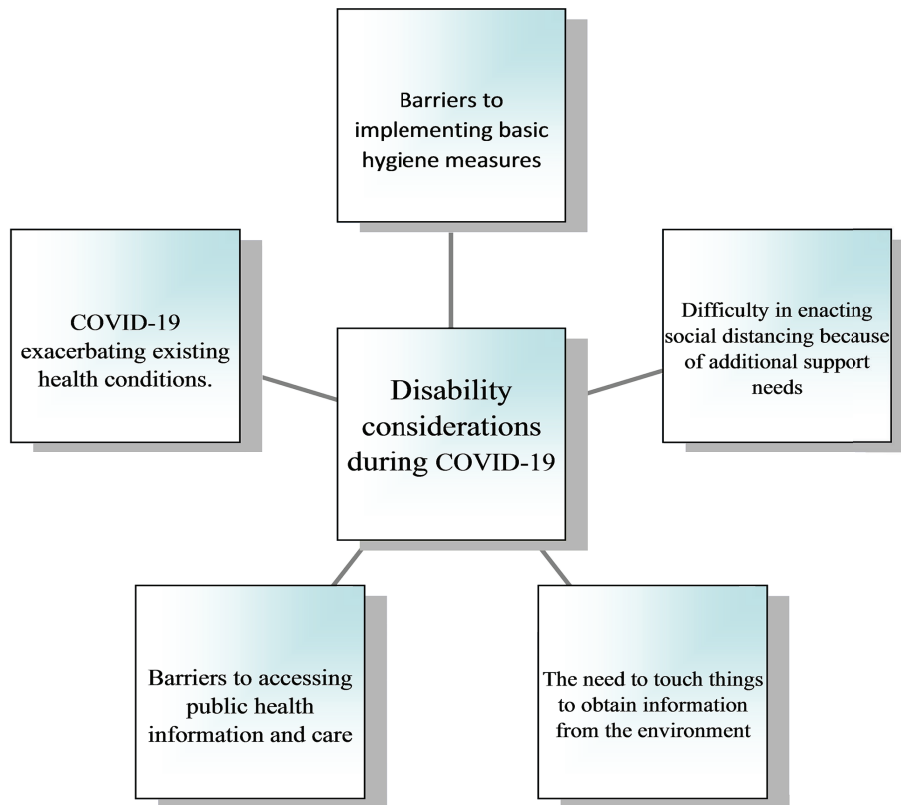 Barriers to
implementing basic
hygiene measures
COVID-19
exacerbating existing
health conditions.
Difficulty in enacting
social distancing because
of additional support
needs
Disability
considerations
during COVID-19
Barriers to accessing
public health
information and care
The need to touch things
to obtain information
from the environment